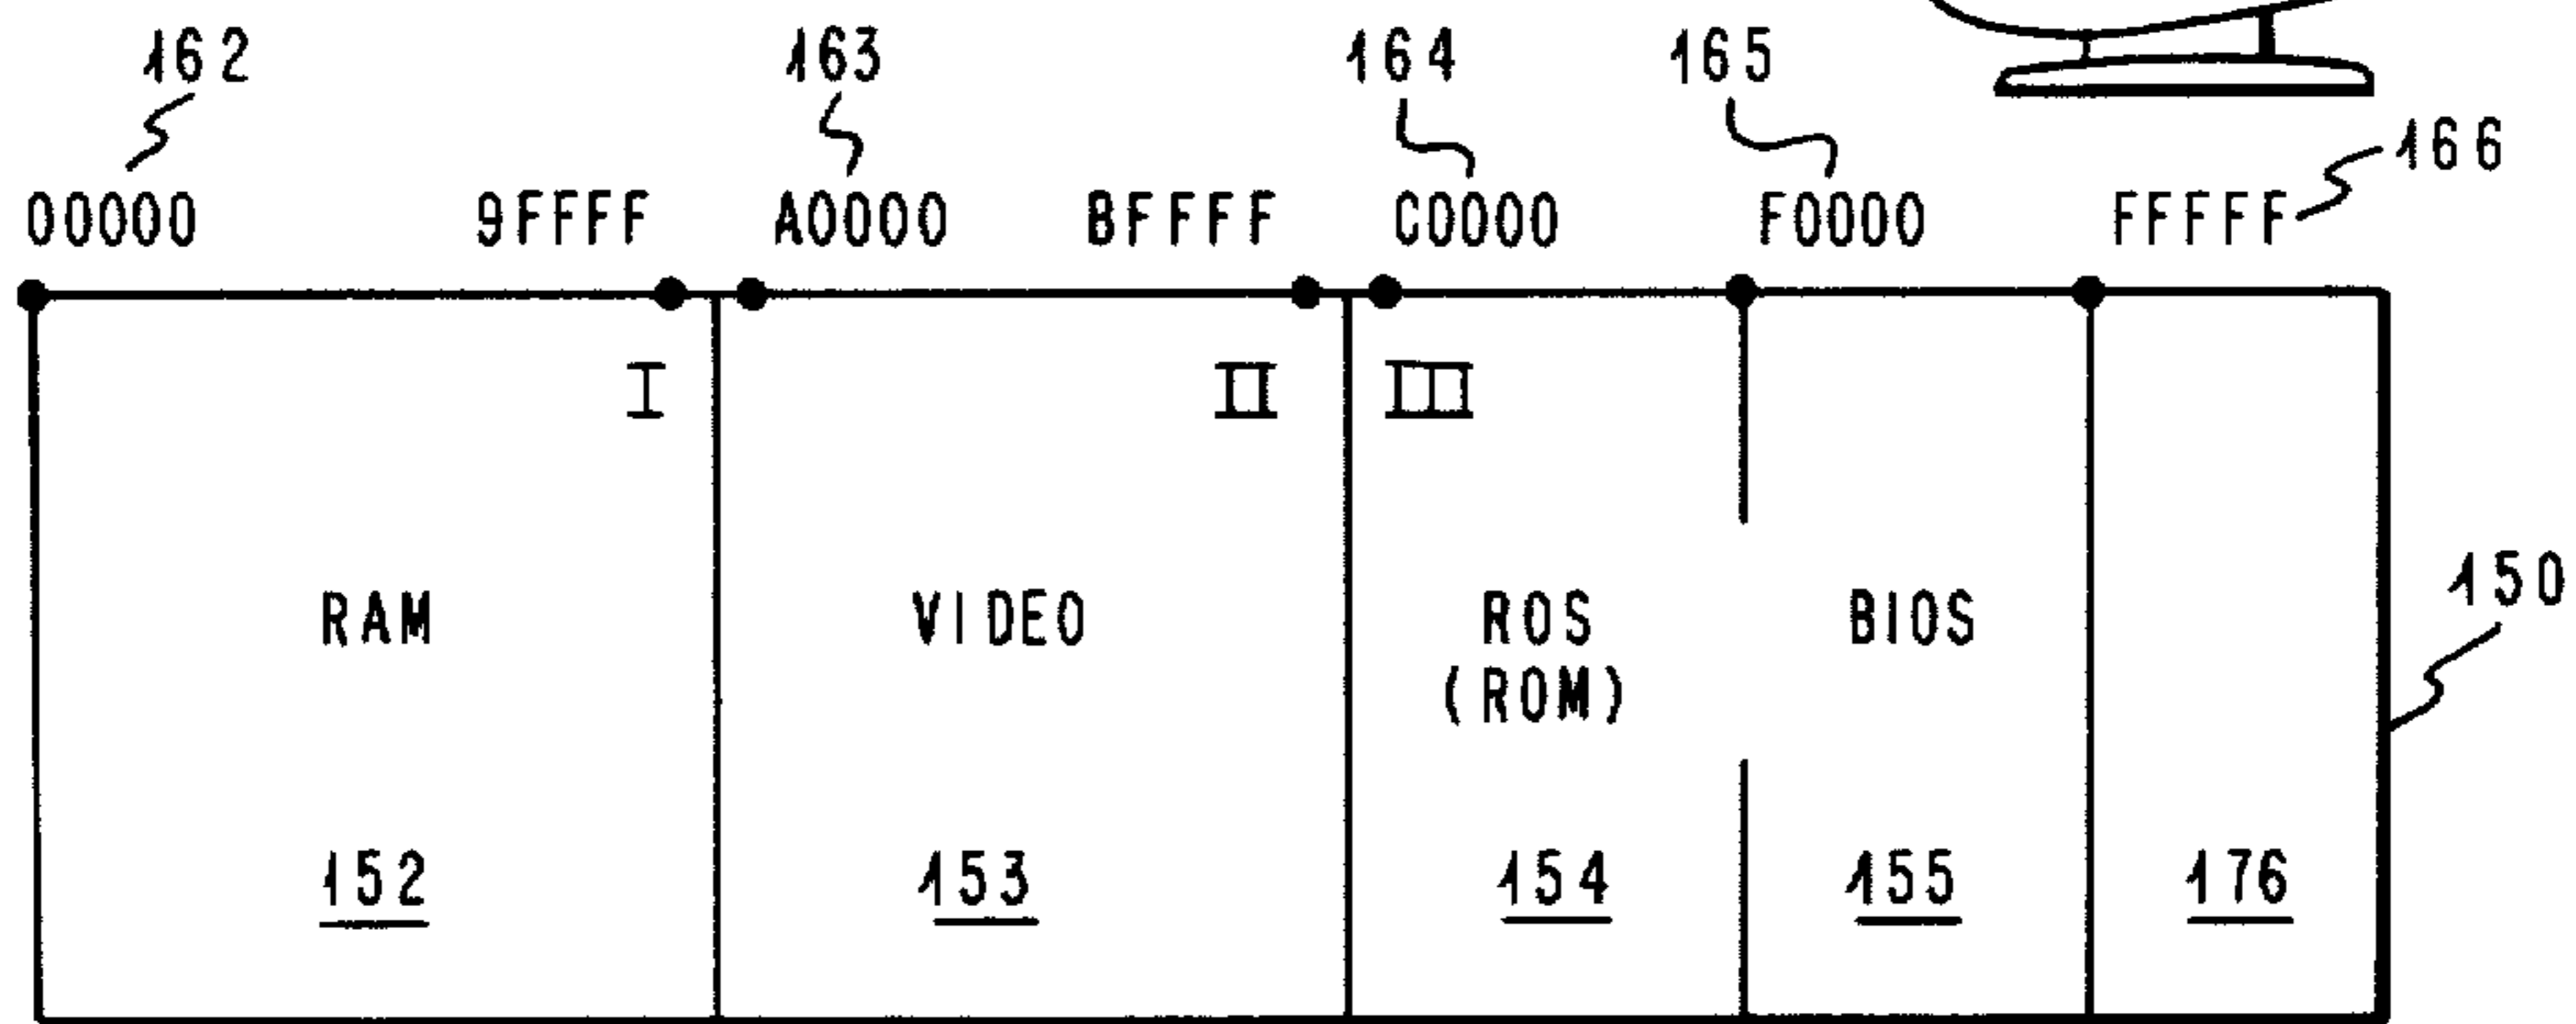 162 163 164 165
166
00000 9FFFF A0000 BFFFF C0000 F0000 FFFFF
I II III
150
RAM VIDEO ROS BIOS
(ROM)
152 153 154 155 176